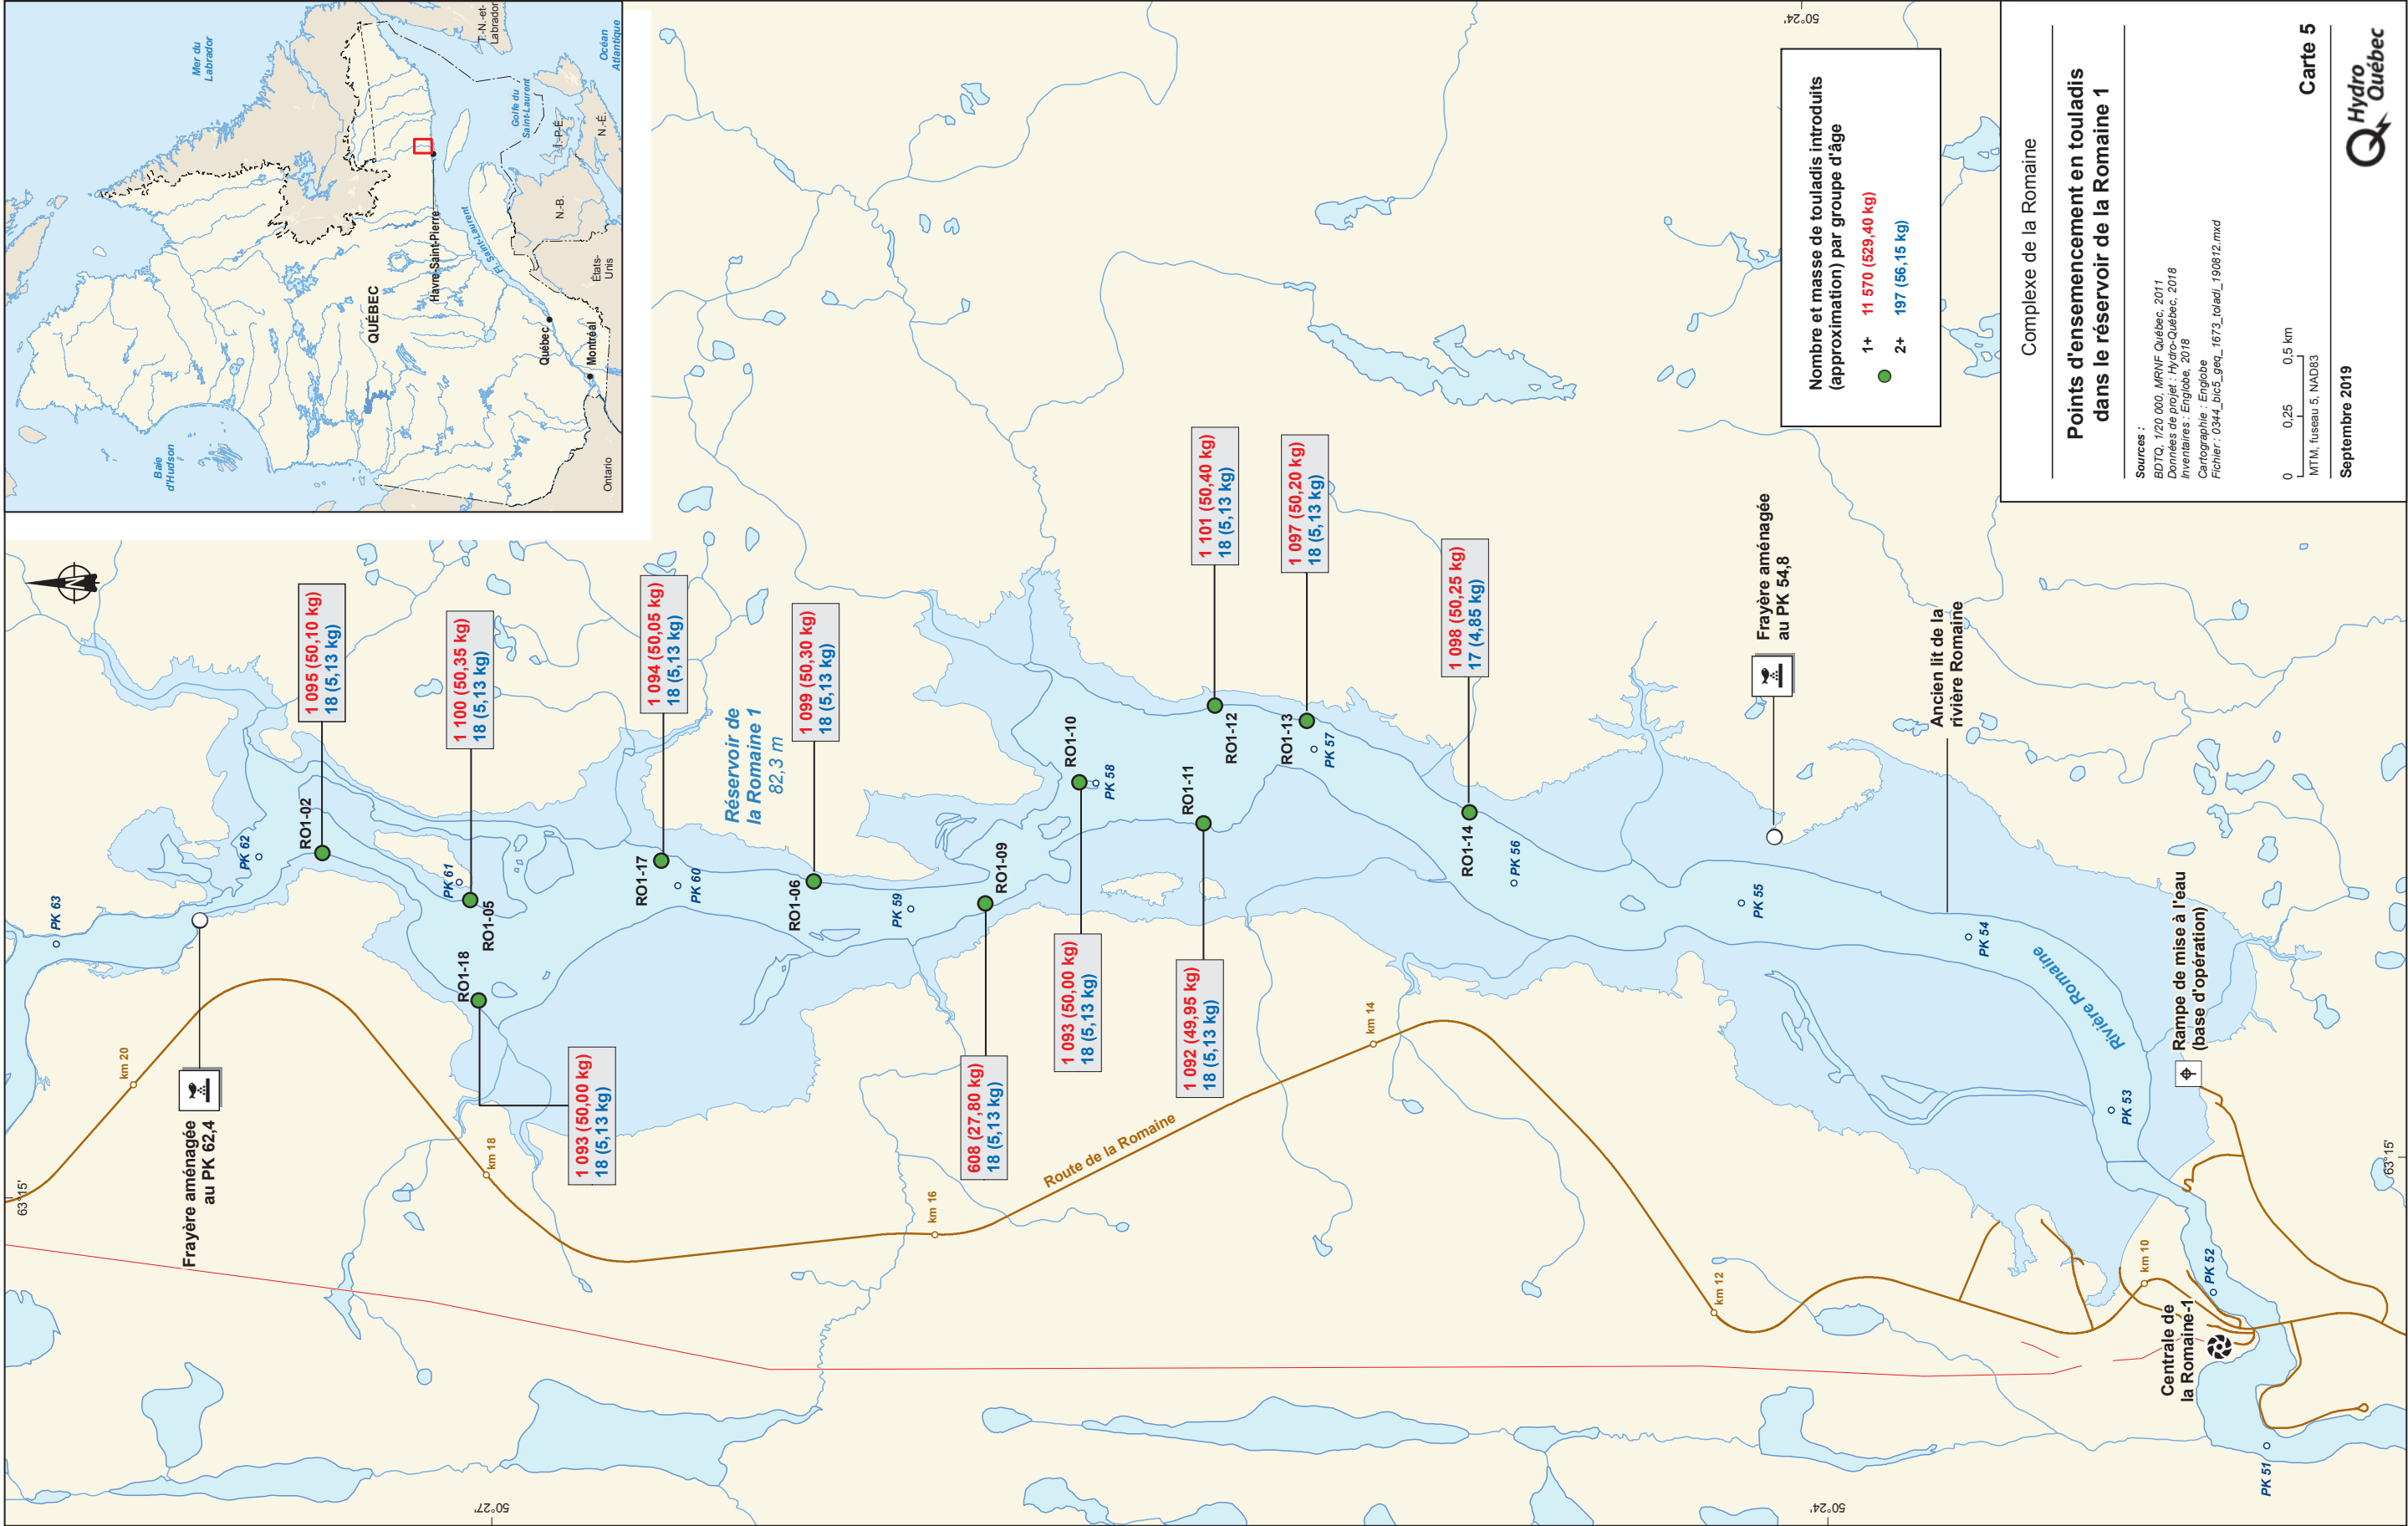 Complexe de la Romaine
Points d'ensemencement en touladis
dans le réservoir de la Romaine 1
Sources :
BDTQ, 1/20 000, MRNF Québec, 2011
Données de projet : Hydro-Québec, 2018
Inventaires : Englobe, 2018
Cartographie : Englobe
Fichier : 0344_bic5_geq_1673_toladi_190812.mxd
0 0,25 0,5 km
MTM, fuseau 5, NAD83
Septembre 2019
Carte 5
Hydro
Québec
Nombre et masse de touladis introduits
(approximation) par groupe d'âge
1+ 11 570 (529,40 kg)
2+ 197 (56,15 kg)
Mer du
Labrador
T.-N.-et-
Labrador
Océan
Atlantique
Golfe du
Saint-Laurent
Î.-P.-É.
N.-É.
N.-B.
Havre-Saint-Pierre
Fl. Saint-Laurent
États-
Unis
QUÉBEC
Québec
Montréal
Baie
d'Hudson
Ontario
N
63°15'
PK 63
km 20
Frayère aménagée
au PK 62,4
PK 62
RO1-02
1 095 (50,10 kg)
18 (5,13 kg)
PK 61
RO1-05
1 100 (50,35 kg)
18 (5,13 kg)
RO1-18
1 093 (50,00 kg)
18 (5,13 kg)
km 18
50°27'
RO1-17
1 094 (50,05 kg)
18 (5,13 kg)
PK 60
Réservoir de
la Romaine 1
82,3 m
RO1-06
1 099 (50,30 kg)
18 (5,13 kg)
PK 59
km 16
RO1-09
608 (27,80 kg)
18 (5,13 kg)
RO1-10
PK 58
1 093 (50,00 kg)
18 (5,13 kg)
Route de la Romaine
RO1-11
1 092 (49,95 kg)
18 (5,13 kg)
RO1-12
1 101 (50,40 kg)
18 (5,13 kg)
RO1-13
1 097 (50,20 kg)
18 (5,13 kg)
PK 57
km 14
RO1-14
1 098 (50,25 kg)
17 (4,85 kg)
PK 56
km 12
PK 55
Frayère aménagée
au PK 54,8
50°24'
50°24'
Ancien lit de la
rivière Romaine
PK 54
Rivière Romaine
PK 53
Rampe de mise à l'eau
(base d'opération)
km 10
PK 52
Centrale de
la Romaine-1
PK 51
63°15'